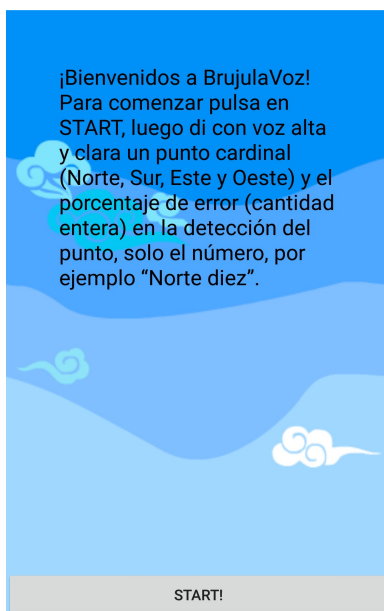 ¡Bienvenidos a BrujulaVoz!
Para comenzar pulsa en
START, luego di con voz alta
y clara un punto cardinal
(Norte, Sur, Este y Oeste) y el
porcentaje de error (cantidad
entera) en la detección del
punto, solo el número, por
ejemplo “Norte diez”.
START!